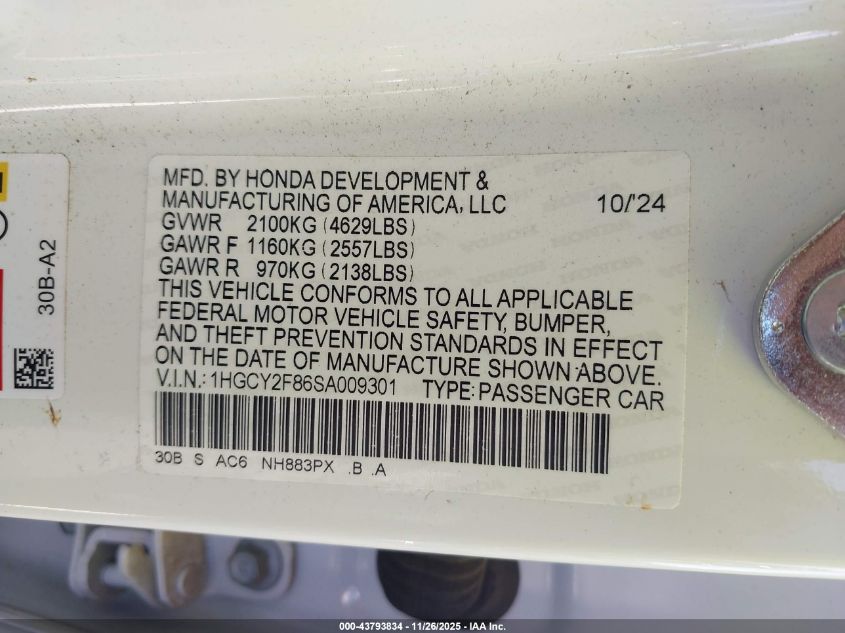 MFD. BY HONDA DEVELOPMENT &
MANUFACTURING OF AMERICA, LLC 10/'24
GVWR 2100KG (4629LBS)
GAWR F 1160KG (2557LBS)
GAWR R 970KG (2138LBS)
THIS VEHICLE CONFORMS TO ALL APPLICABLE
FEDERAL MOTOR VEHICLE SAFETY, BUMPER,
AND THEFT PREVENTION STANDARDS IN EFFECT
ON THE DATE OF MANUFACTURE SHOWN ABOVE.
V.I.N.: 1HGCY2F86SA009301 TYPE: PASSENGER CAR
30B S AC6 NH883PX .B .A
30B-A2
000-43793834 | 11/26/2025 | IAA Inc.